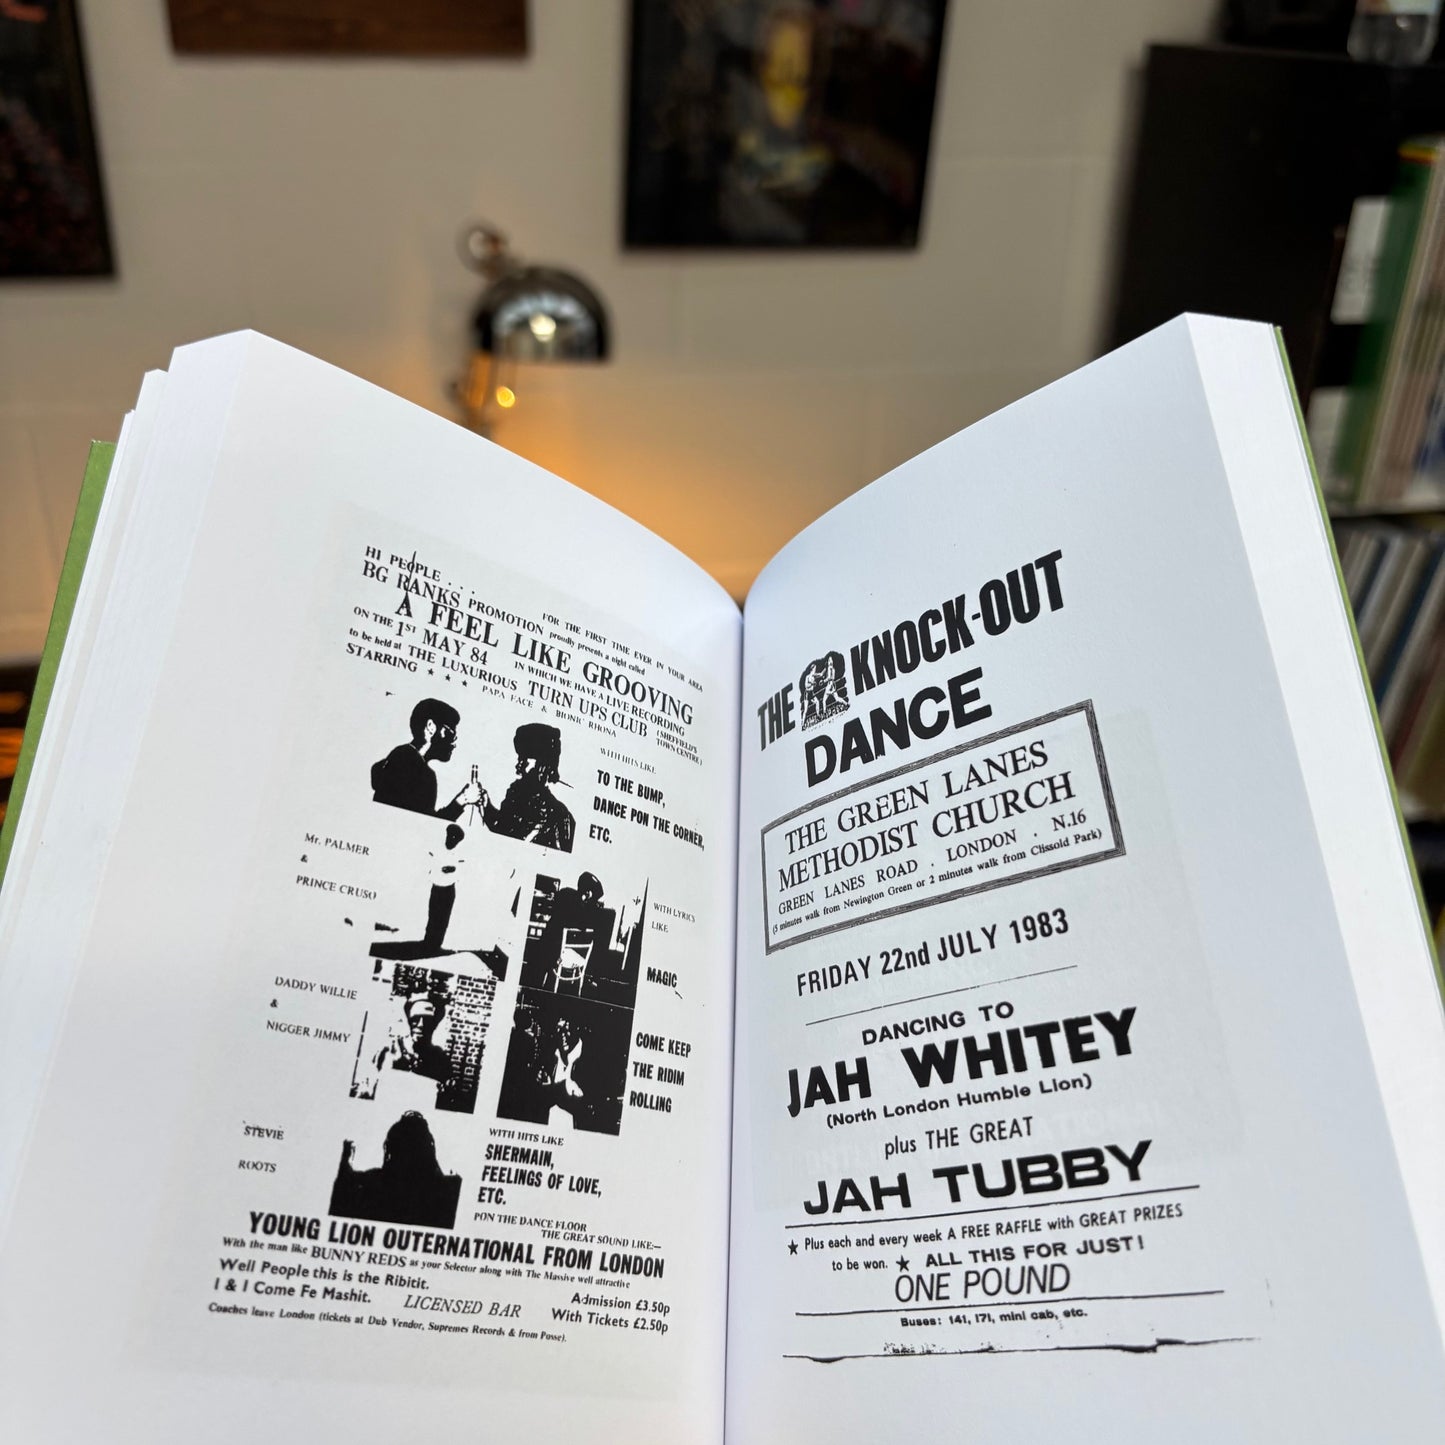 HI PEOPLE . . .
FOR THE FIRST TIME EVER IN YOUR AREA
BG RANKS PROMOTION proudly presents a night called
A FEEL LIKE GROOVING
ON THE 1ST MAY 84 IN WHICH WE HAVE A LIVE RECORDING
to be held at THE LUXURIOUS TURN UPS CLUB (SHEFFIELD'S TOWN CENTRE)
STARRING ★ ★ ★ PAPA FACE & BIONIC RHONA
WITH HITS LIKE
TO THE BUMP,
DANCE PON THE CORNER,
ETC.
Mr. PALMER
&
PRINCE CRUSO
WITH LYRICS
LIKE
MAGIC
DADDY WILLIE
&
NIGGER JIMMY
COME KEEP
THE RIDIM
ROLLING
STEVIE
ROOTS
WITH HITS LIKE
SHERMAIN,
FEELINGS OF LOVE,
ETC.
PON THE DANCE FLOOR
THE GREAT SOUND LIKE:—
YOUNG LION OUTERNATIONAL FROM LONDON
With the man like BUNNY REDS as your Selector along with The Massive well attractive
Well People this is the Ribitit.
I & I Come Fe Mashit.
LICENSED BAR
Admission £3.50p
With Tickets £2.50p
Coaches leave London (tickets at Dub Vendor, Supremes Records & from Posse).
THE KNOCK-OUT
DANCE
THE GREEN LANES
METHODIST CHURCH
GREEN LANES ROAD . LONDON . N.16
(5 minutes walk from Newington Green or 2 minutes walk from Clissold Park)
FRIDAY 22nd JULY 1983
DANCING TO
JAH WHITEY
(North London Humble Lion)
plus THE GREAT
JAH TUBBY
★ Plus each and every week A FREE RAFFLE with GREAT PRIZES
to be won. ★ ALL THIS FOR JUST!
ONE POUND
Buses: 141, 171, mini cab, etc.